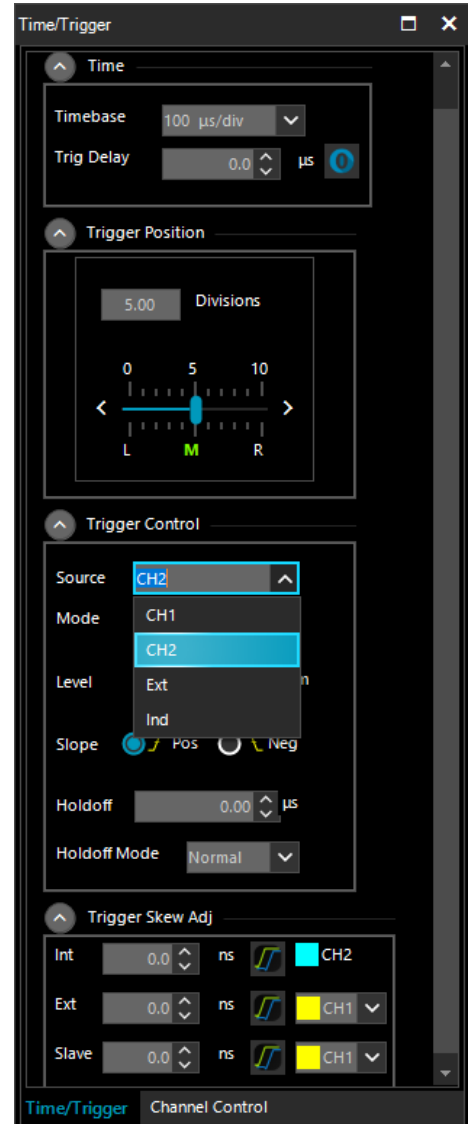 Time/Trigger
Time
Timebase 100 µs/div
Trig Delay 0.0 µs
Trigger Position
5.00 Divisions
0 5 10
L M R
Trigger Control
Source CH2
Mode CH1
CH2
Level Ext m
Ind
Slope Pos Neg
Holdoff 0.00 µs
Holdoff Mode Normal
Trigger Skew Adj
Int 0.0 ns CH2
Ext 0.0 ns CH1
Slave 0.0 ns CH1
Time/Trigger Channel Control